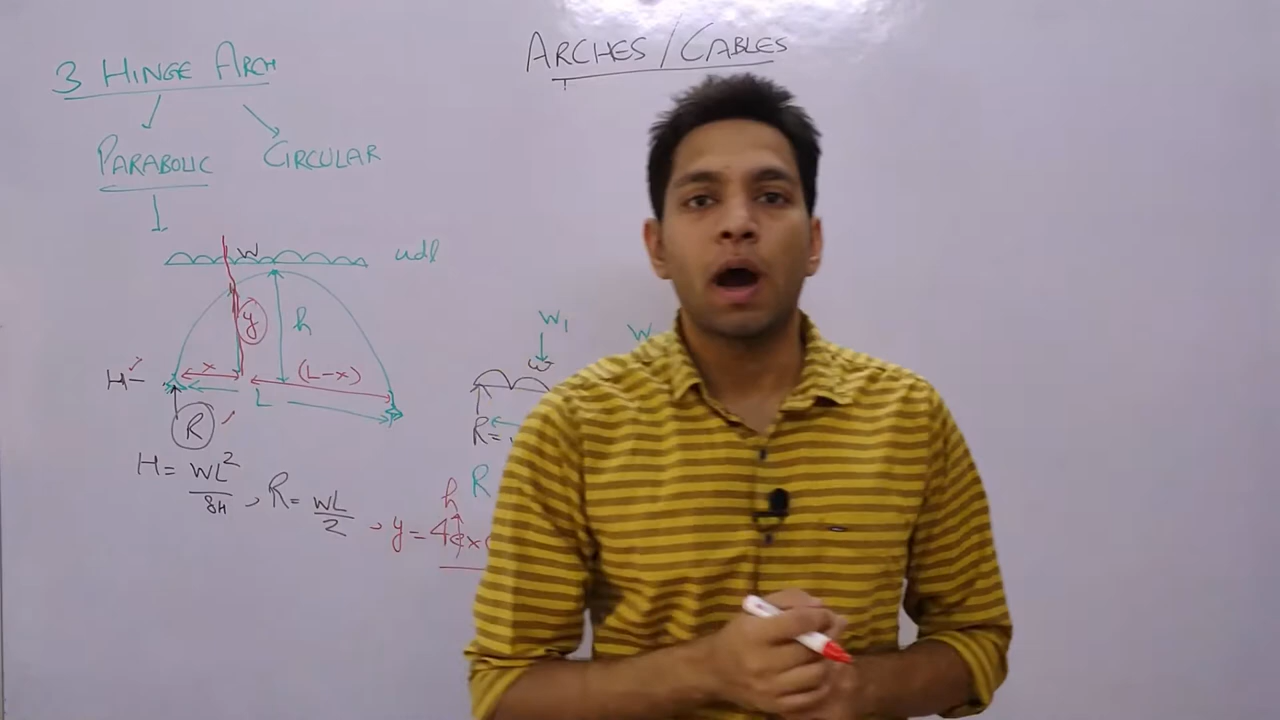 ARCHES / CABLES
3 HINGE ARCH
PARABOLIC CIRCULAR
W udl
y h
x (L-x)
H
L
R
H = WL²/8H , R = WL/2 , y = 4
h
x
W1
W
w
R =
R